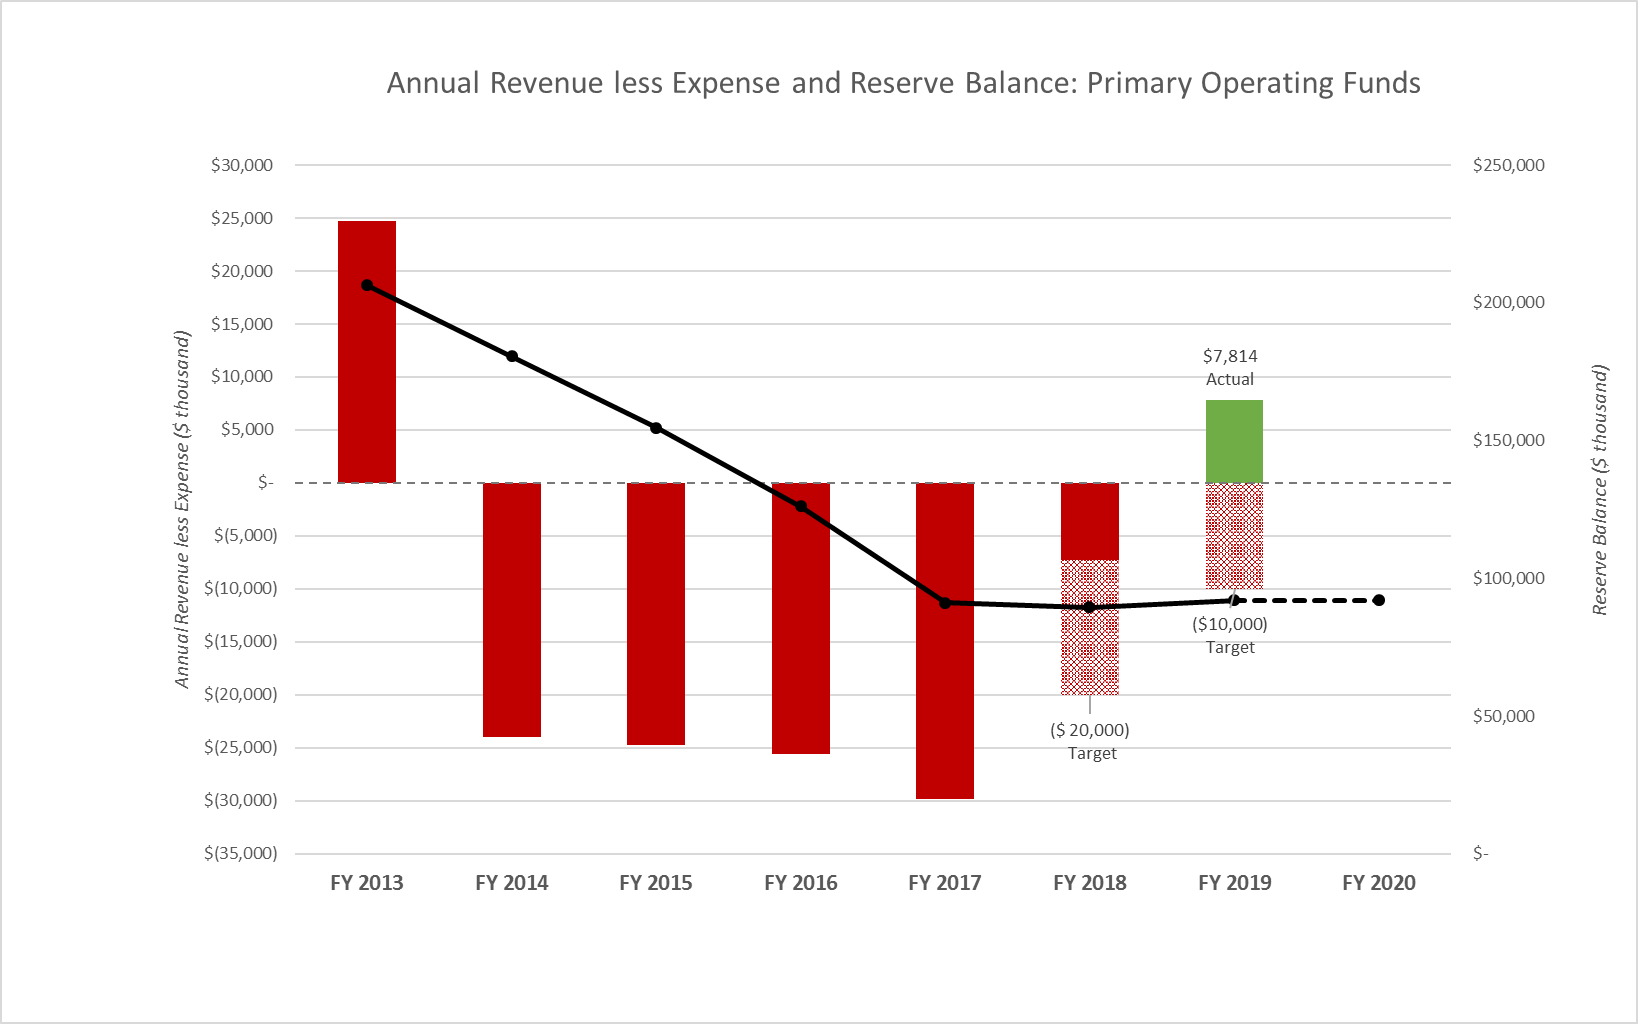 Annual Revenue less Expense and Reserve Balance: Primary Operating Funds
Annual Revenue less Expense ($ thousand)
$30,000
$25,000
$20,000
$15,000
$10,000
$5,000
$-
$(5,000)
$(10,000)
$(15,000)
$(20,000)
$(25,000)
$(30,000)
$(35,000)
$7,814
Actual
($10,000)
Target
($ 20,000)
Target
$250,000
$200,000
$150,000
$100,000
$50,000
$-
Reserve Balance ($ thousand)
FY 2013
FY 2014
FY 2015
FY 2016
FY 2017
FY 2018
FY 2019
FY 2020